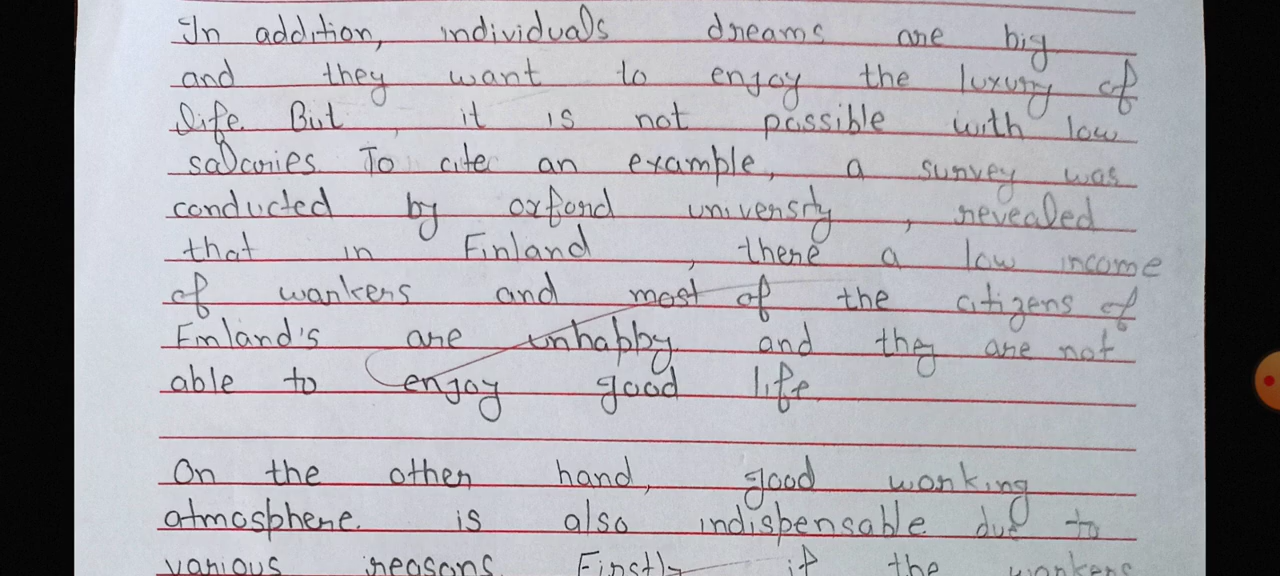 In addition, individuals dreams are big
and they want to enjoy the luxury of
life. But , it is not possible with low
salaries. To cite an example, a survey was
conducted by oxford university , revealed
that in Finland , there a low income
of workers and most of the citizens of
Finland's are unhappy and they are not
able to enjoy good life.
On the other hand, good working
atmosphere. is also indispensable due to
various reasons. Firstly if the workers